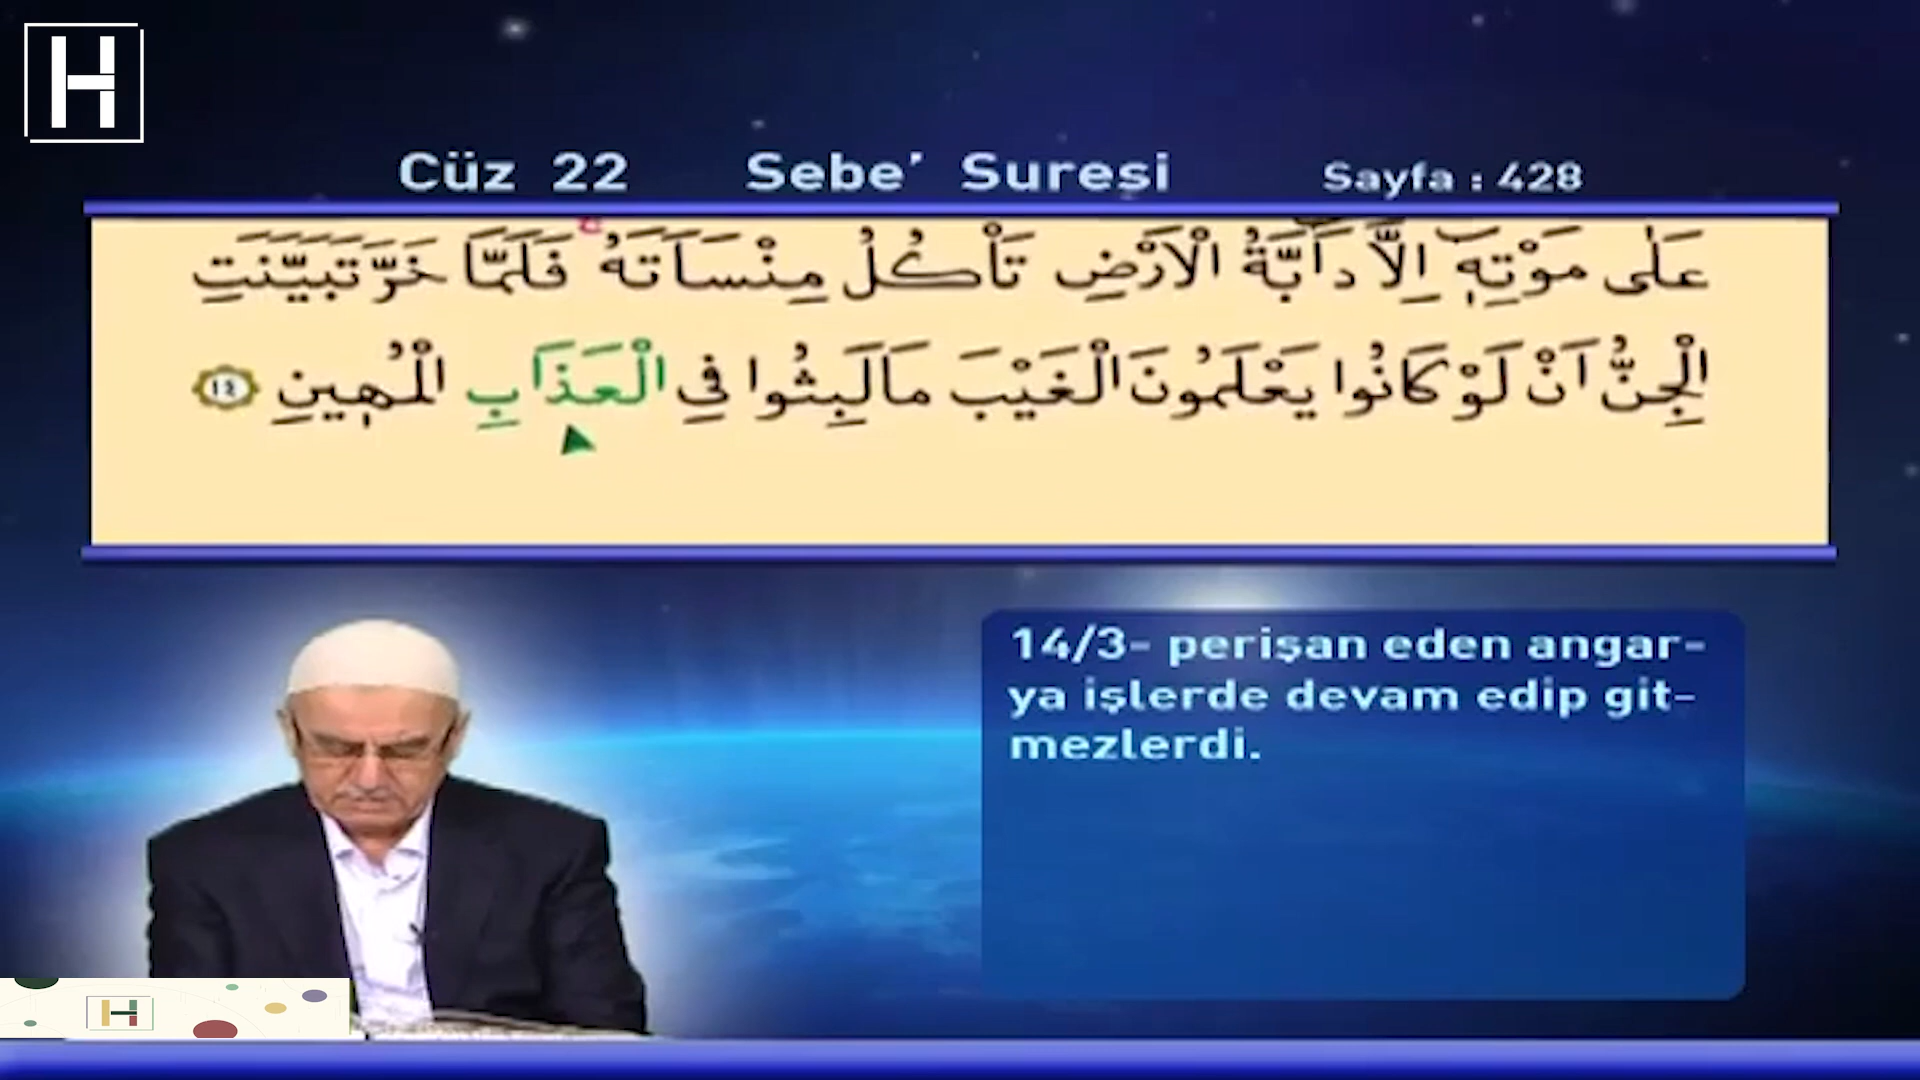 H
Cüz 22 Sebe’ Suresi Sayfa : 428
عَلٰى مَوْتِهٖٓ اِلَّا دَٓابَّةُ الْاَرْضِ تَأْكُلُ مِنْسَاَتَهُۚ فَلَمَّا خَرَّ تَبَيَّنَتِ
الْجِنُّ اَنْ لَوْ كَانُوا يَعْلَمُونَ الْغَيْبَ مَا لَبِثُوا فِي الْعَذَابِ الْمُهٖينِ ١٤
14/3- perişan eden angar-
ya işlerde devam edip git-
mezlerdi.
H